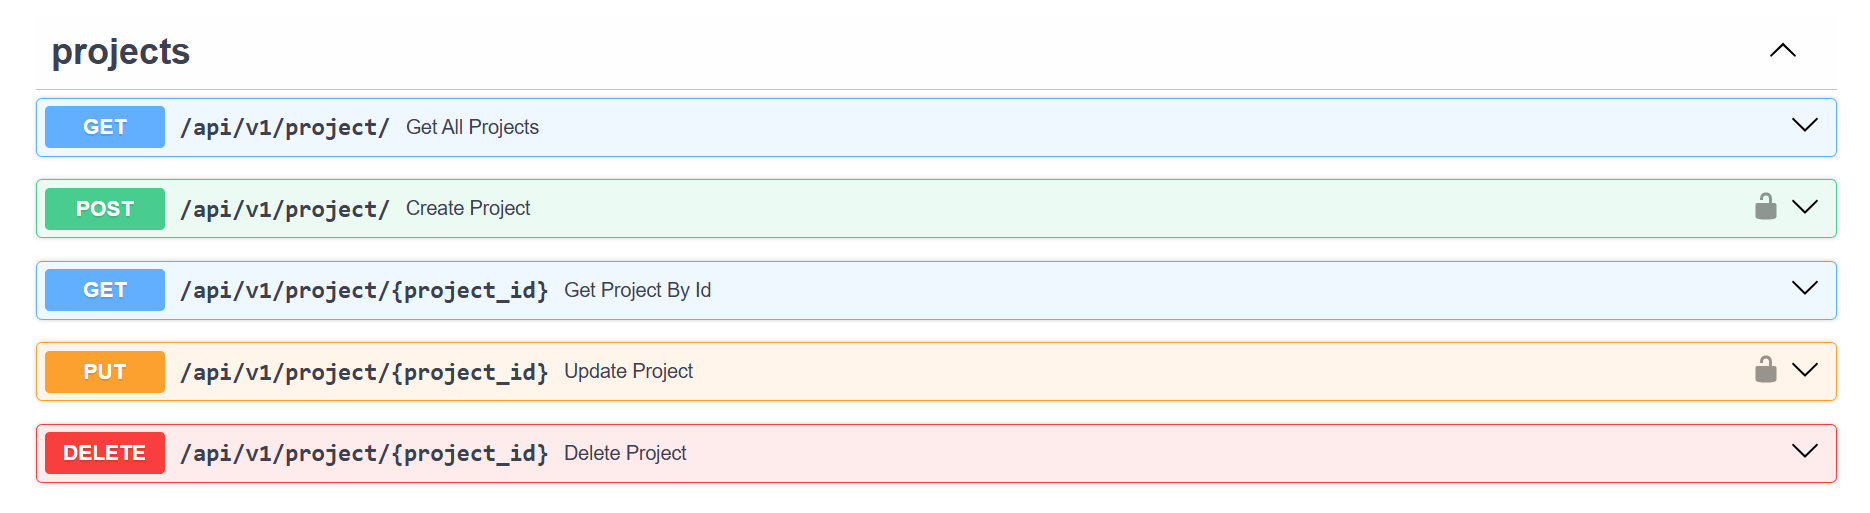 projects
GET /api/v1/project/ Get All Projects
POST /api/v1/project/ Create Project
GET /api/v1/project/{project_id} Get Project By Id
PUT /api/v1/project/{project_id} Update Project
DELETE /api/v1/project/{project_id} Delete Project